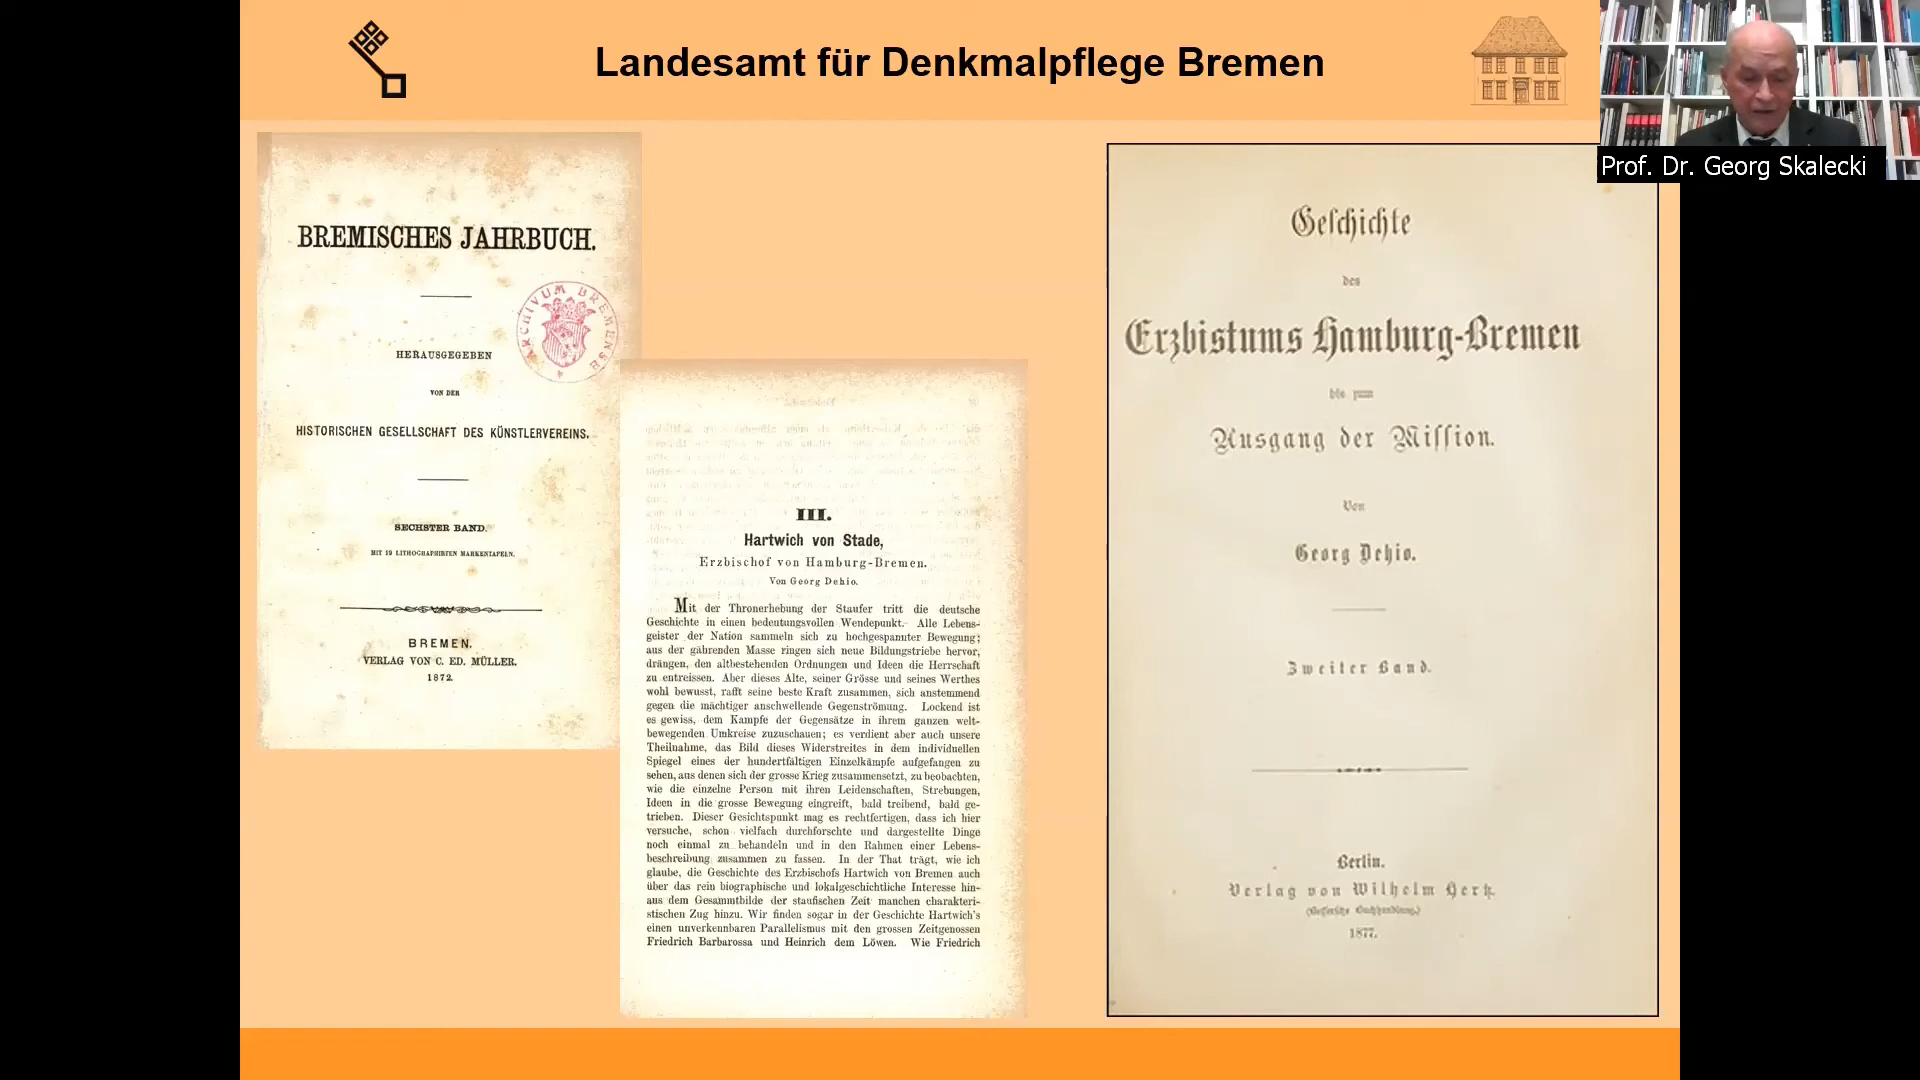 Landesamt für Denkmalpflege Bremen
Prof. Dr. Georg Skalecki
BREMISCHES JAHRBUCH.
ARCHIVUM BREMENSE
HERAUSGEGEBEN
VON DER
HISTORISCHEN GESELLSCHAFT DES KÜNSTLERVEREINS.
SECHSTER BAND.
MIT 19 LITHOGRAPHIRTEN MARKENTAFELN.
BREMEN.
VERLAG VON C. ED. MÜLLER.
1872.
III.
Hartwich von Stade,
Erzbischof von Hamburg-Bremen.
Von Georg Dehio.
Mit der Thronerhebung der Staufer tritt die deutsche
Geschichte in einen bedeutungsvollen Wendepunkt. Alle Lebens-
geister der Nation sammeln sich zu hochgespannter Bewegung;
aus der gährenden Masse ringen sich neue Bildungstriebe hervor,
drängen, den altbestehenden Ordnungen und Ideen die Herrschaft
zu entreissen. Aber dieses Alte, seiner Grösse und seines Werthes
wohl bewusst, rafft seine beste Kraft zusammen, sich anstemmend
gegen die mächtiger anschwellende Gegenströmung. Lockend ist
es gewiss, dem Kampfe der Gegensätze in ihrem ganzen welt-
bewegenden Umkreise zuzuschauen; es verdient aber auch unsere
Theilnahme, das Bild dieses Widerstreites in dem individuellen
Spiegel eines der hundertfältigen Einzelkämpfe aufgefangen zu
sehen, aus denen sich der grosse Krieg zusammensetzt, zu beobachten,
wie die einzelne Person mit ihren Leidenschaften, Strebungen,
Ideen in die grosse Bewegung eingreift, bald treibend, bald ge-
trieben. Dieser Gesichtspunkt mag es rechtfertigen, dass ich hier
versuche, schon vielfach durchforschte und dargestellte Dinge
noch einmal zu behandeln und in den Rahmen einer Lebens-
beschreibung zusammen zu fassen. In der That trägt, wie ich
glaube, die Geschichte des Erzbischofs Hartwich von Bremen auch
über das rein biographische und lokalgeschichtliche Interesse hin-
aus dem Gesammtbilde der staufischen Zeit manchen charakteri-
stischen Zug hinzu. Wir finden sogar in der Geschichte Hartwich's
einen unverkennbaren Parallelismus mit den grossen Zeitgenossen
Friedrich Barbarossa und Heinrich dem Löwen. Wie Friedrich
Geſchichte
des
Erzbistums Hamburg-Bremen
bis zum
Ausgang der Miſſion.
Von
Georg Dehio.
Zweiter Band.
Berlin.
Verlag von Wilhelm Hertz.
(Beſſerſche Buchhandlung.)
1877.